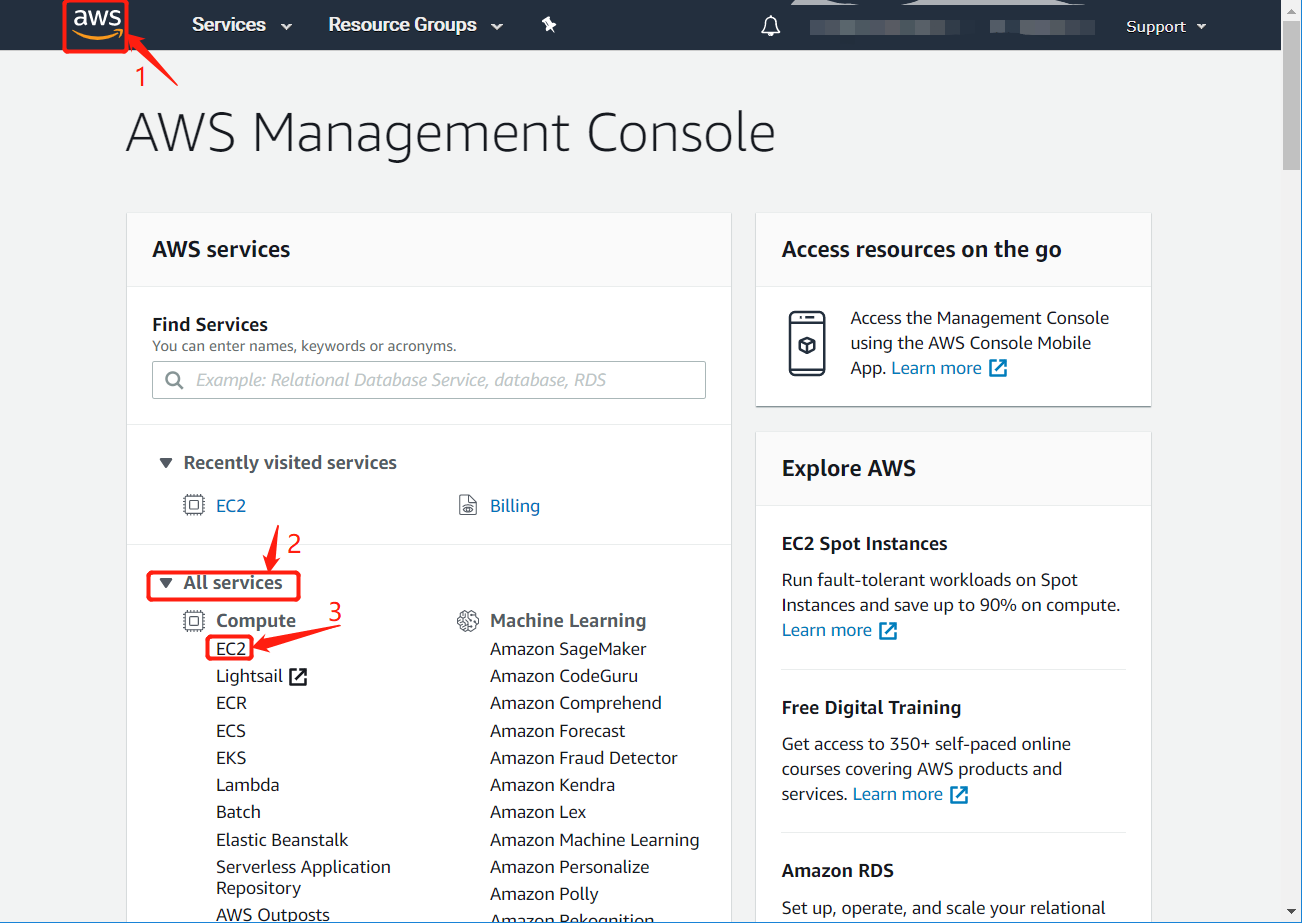 aws
Services
Resource Groups
Support
1
AWS Management Console
AWS services
Find Services
You can enter names, keywords or acronyms.
Example: Relational Database Service, database, RDS
Recently visited services
EC2
Billing
2
All services
3
Compute
EC2
Lightsail
ECR
ECS
EKS
Lambda
Batch
Elastic Beanstalk
Serverless Application
Repository
AWS Outposts
Machine Learning
Amazon SageMaker
Amazon CodeGuru
Amazon Comprehend
Amazon Forecast
Amazon Fraud Detector
Amazon Kendra
Amazon Lex
Amazon Machine Learning
Amazon Personalize
Amazon Polly
Amazon Rekognition
Access resources on the go
Access the Management Console
using the AWS Console Mobile
App. Learn more
Explore AWS
EC2 Spot Instances
Run fault-tolerant workloads on Spot
Instances and save up to 90% on compute.
Learn more
Free Digital Training
Get access to 350+ self-paced online
courses covering AWS products and
services. Learn more
Amazon RDS
Set up, operate, and scale your relational